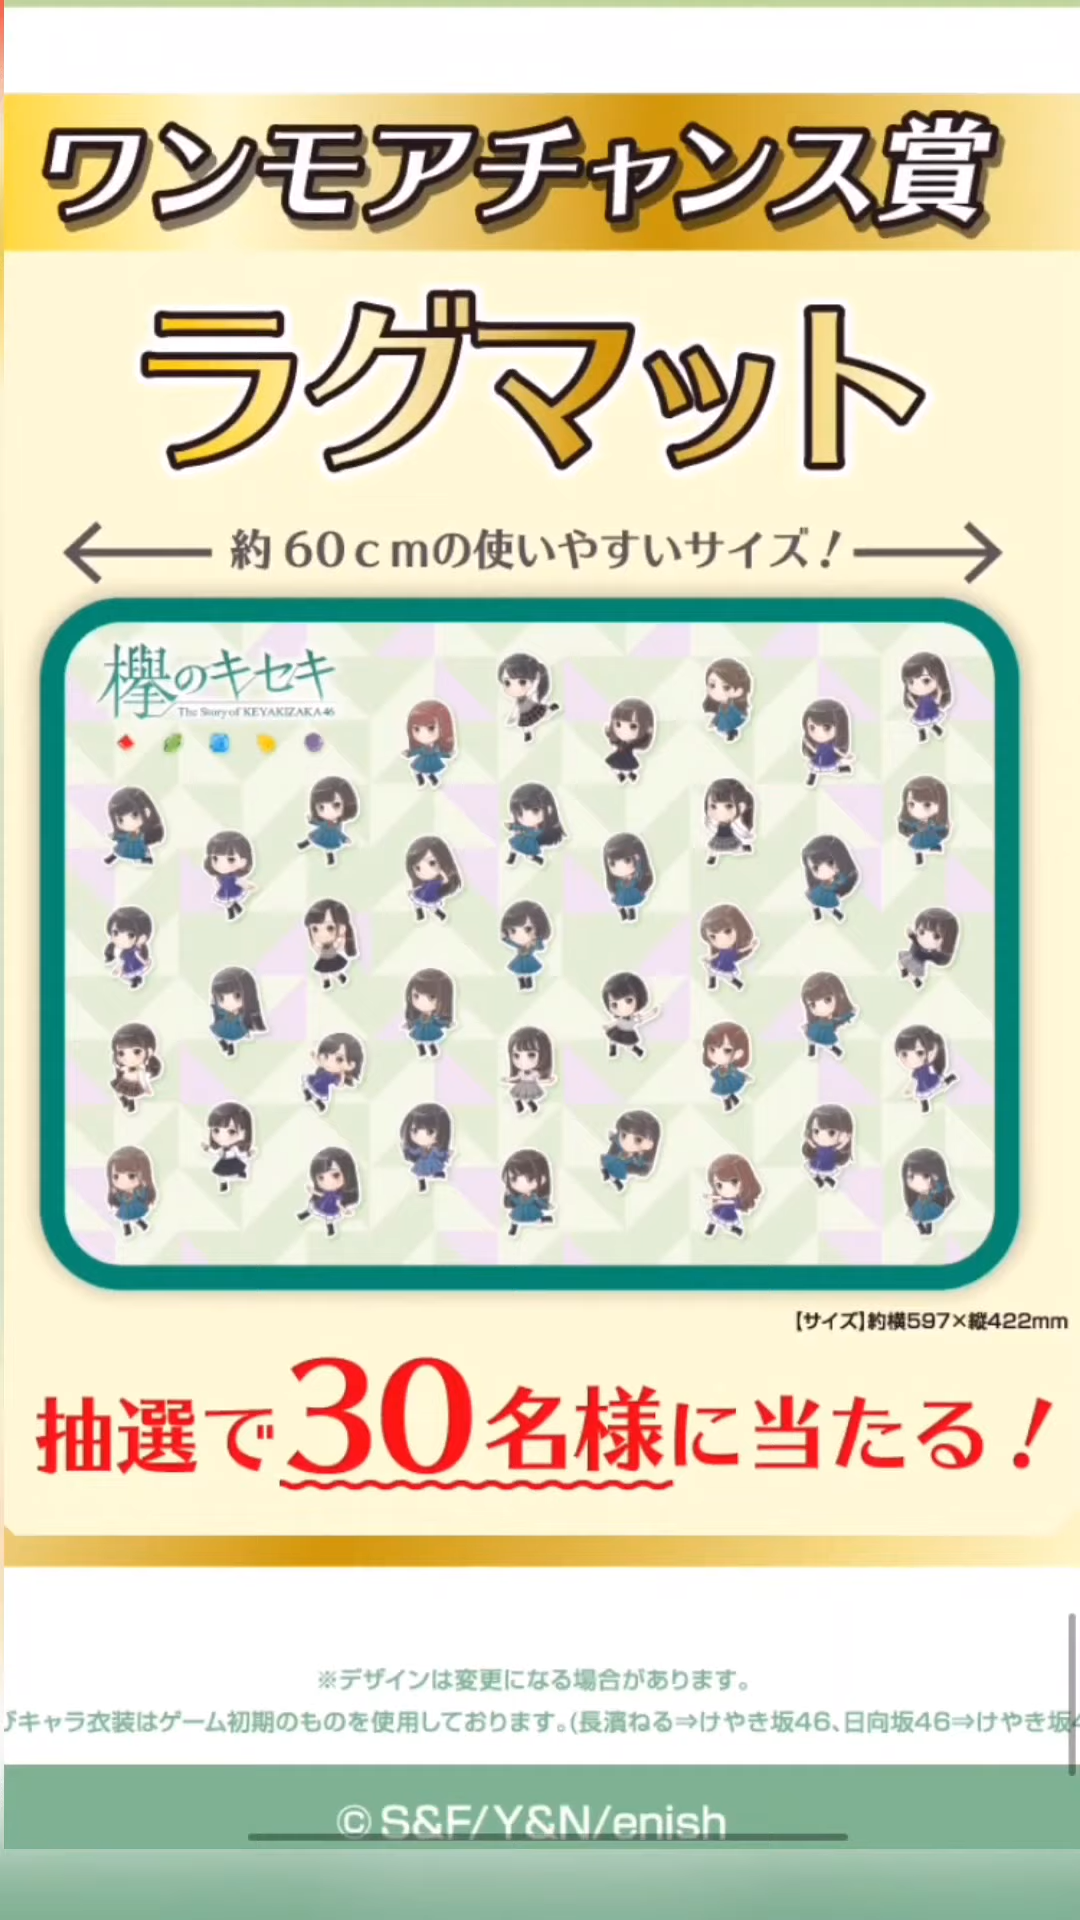 ワンモアチャンス賞
ラグマット
約60cmの使いやすいサイズ!
欅のキセキ
The Story of KEYAKIZAKA46
【サイズ】約横597×縦422mm
抽選で30名様に当たる!
※デザインは変更になる場合があります。
キャラ衣装はゲーム初期のものを使用しております。(長濱ねる⇒けやき坂46、日向坂46⇒けやき坂
©S&F/Y&N/enish